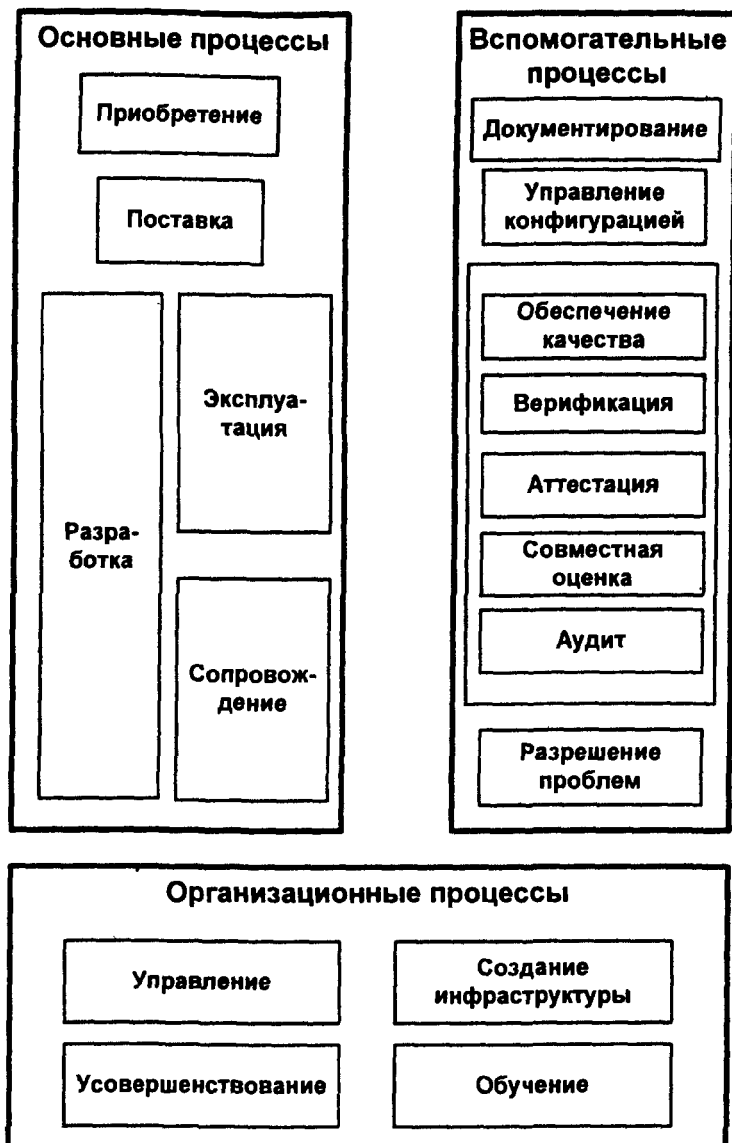 Основные процессы
Приобретение
Поставка
Разра-
ботка
Эксплуа-
тация
Сопровож-
дение
Вспомогательные
процессы
Документирование
Управление
конфигурацией
Обеспечение
качества
Верификация
Аттестация
Совместная
оценка
Аудит
Разрешение
проблем
Организационные процессы
Управление
Создание
инфраструктуры
Усовершенствование
Обучение